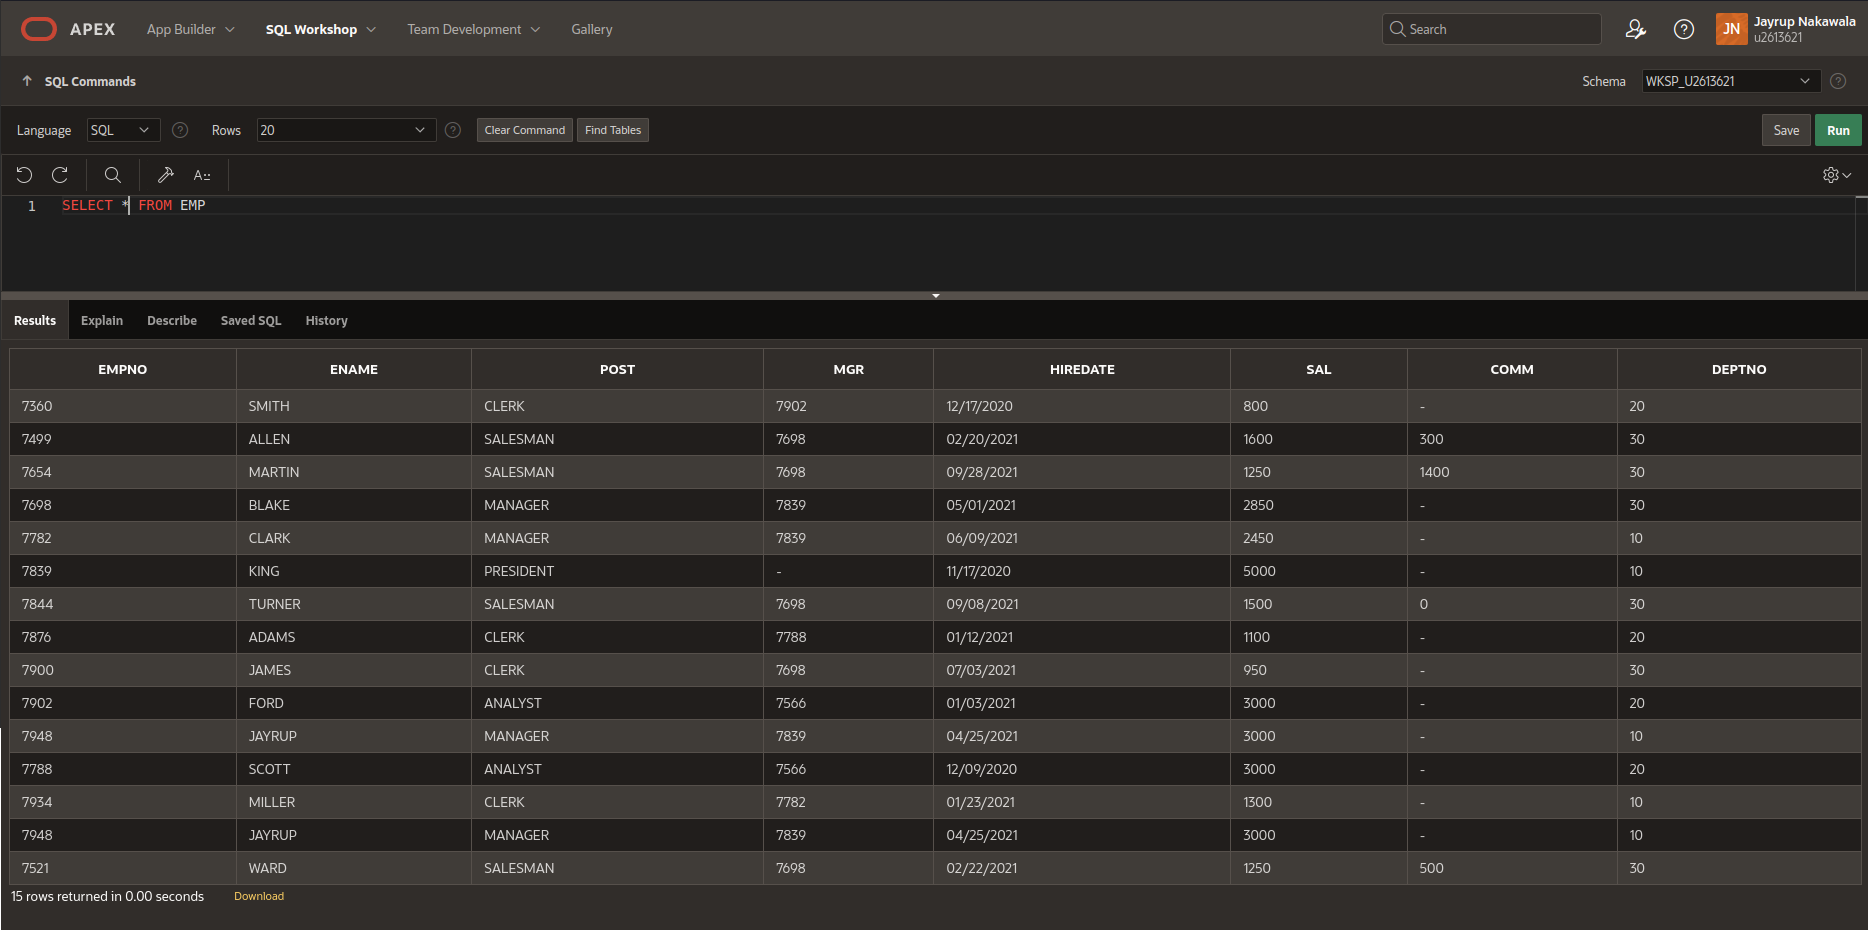 APEX App Builder SQL Workshop Team Development Gallery Search ? JN Jayrup Nakawala
u2613621
SQL Commands Schema WKSP_U2613621 ?
Language SQL ? Rows 20 ? Clear Command Find Tables Save Run
A::
1 SELECT * FROM EMP
Results Explain Describe Saved SQL History
EMPNO ENAME POST MGR HIREDATE SAL COMM DEPTNO
7360 SMITH CLERK 7902 12/17/2020 800 - 20
7499 ALLEN SALESMAN 7698 02/20/2021 1600 300 30
7654 MARTIN SALESMAN 7698 09/28/2021 1250 1400 30
7698 BLAKE MANAGER 7839 05/01/2021 2850 - 30
7782 CLARK MANAGER 7839 06/09/2021 2450 - 10
7839 KING PRESIDENT - 11/17/2020 5000 - 10
7844 TURNER SALESMAN 7698 09/08/2021 1500 0 30
7876 ADAMS CLERK 7788 01/12/2021 1100 - 20
7900 JAMES CLERK 7698 07/03/2021 950 - 30
7902 FORD ANALYST 7566 01/03/2021 3000 - 20
7948 JAYRUP MANAGER 7839 04/25/2021 3000 - 10
7788 SCOTT ANALYST 7566 12/09/2020 3000 - 20
7934 MILLER CLERK 7782 01/23/2021 1300 - 10
7948 JAYRUP MANAGER 7839 04/25/2021 3000 - 10
7521 WARD SALESMAN 7698 02/22/2021 1250 500 30
15 rows returned in 0.00 seconds Download